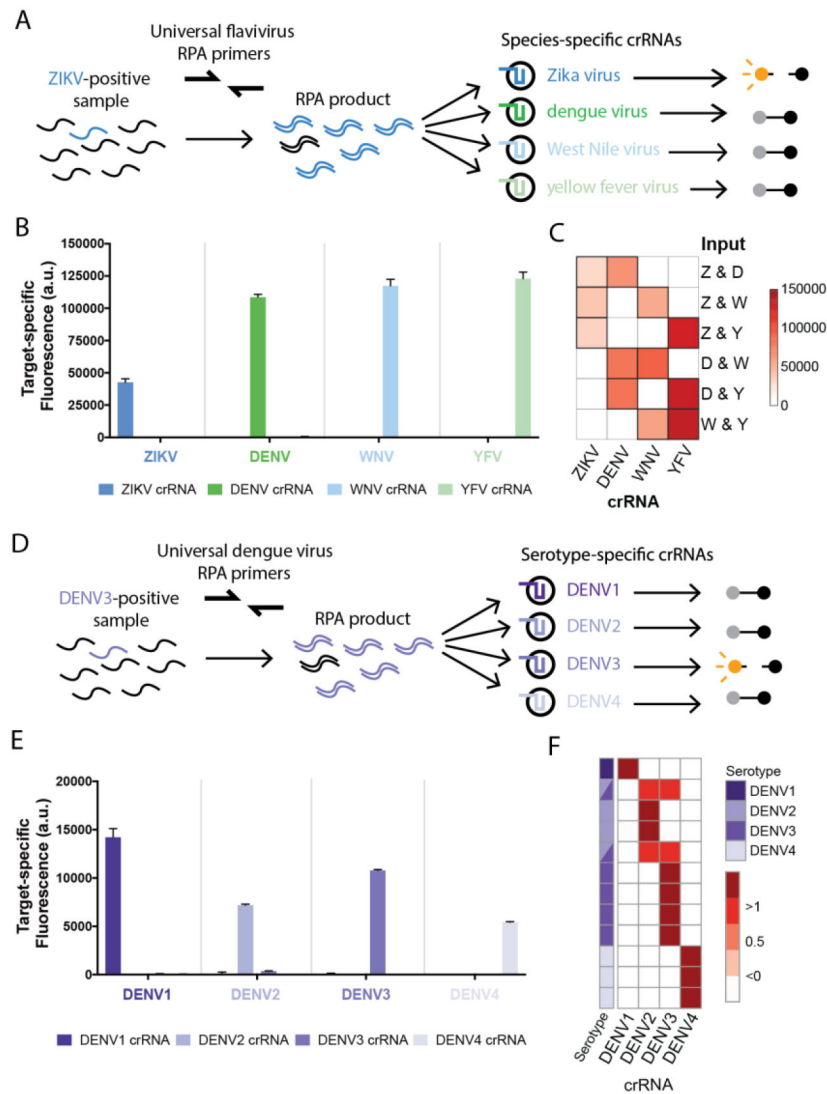 A
Universal flavivirus
RPA primers
ZIKV-positive
sample
RPA product
Species-specific crRNAs
Zika virus
dengue virus
West Nile virus
yellow fever virus
B
Target-specific
Fluorescence (a.u.)
150000
125000
100000
75000
50000
25000
0
ZIKV DENV WNV YFV
ZIKV crRNA DENV crRNA WNV crRNA YFV crRNA
C
Input
Z & D
Z & W
Z & Y
D & W
D & Y
W & Y
150000
100000
50000
0
ZIKV DENV WNV YFV
crRNA
D
Universal dengue virus
RPA primers
DENV3-positive
sample
RPA product
Serotype-specific crRNAs
DENV1
DENV2
DENV3
DENV4
E
Target-specific
Fluorescence (a.u.)
20000
15000
10000
5000
0
DENV1 DENV2 DENV3 DENV4
DENV1 crRNA DENV2 crRNA DENV3 crRNA DENV4 crRNA
F
Serotype
DENV1
DENV2
DENV3
DENV4
>1
0.5
<0
Serotype DENV1 DENV2 DENV3 DENV4
crRNA